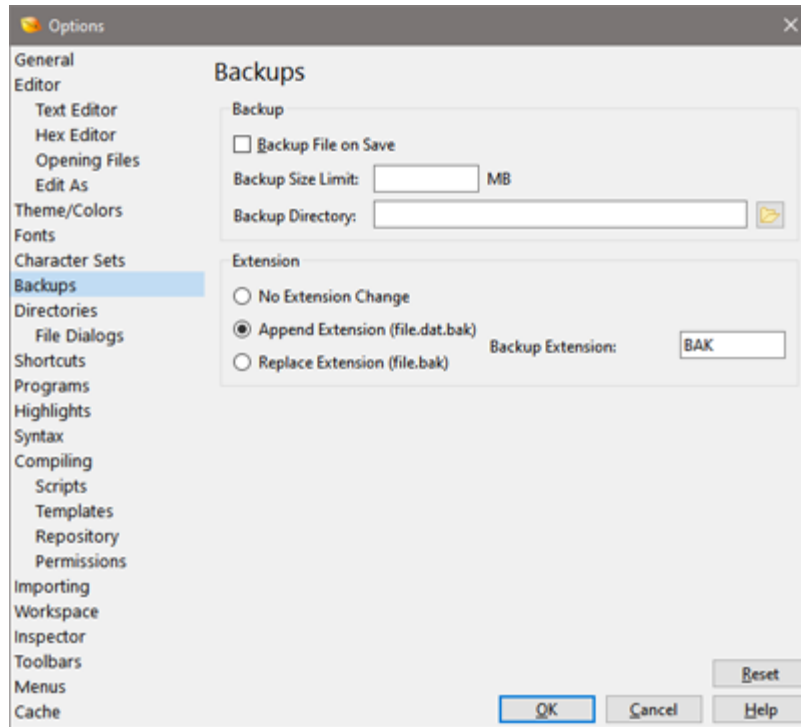 Options
General
Editor
Text Editor
Hex Editor
Opening Files
Edit As
Theme/Colors
Fonts
Character Sets
Backups
Directories
File Dialogs
Shortcuts
Programs
Highlights
Syntax
Compiling
Scripts
Templates
Repository
Permissions
Importing
Workspace
Inspector
Toolbars
Menus
Cache
Backups
Backup
Backup File on Save
Backup Size Limit: MB
Backup Directory:
Extension
No Extension Change
Append Extension (file.dat.bak)
Backup Extension: BAK
Replace Extension (file.bak)
Reset
OK Cancel Help